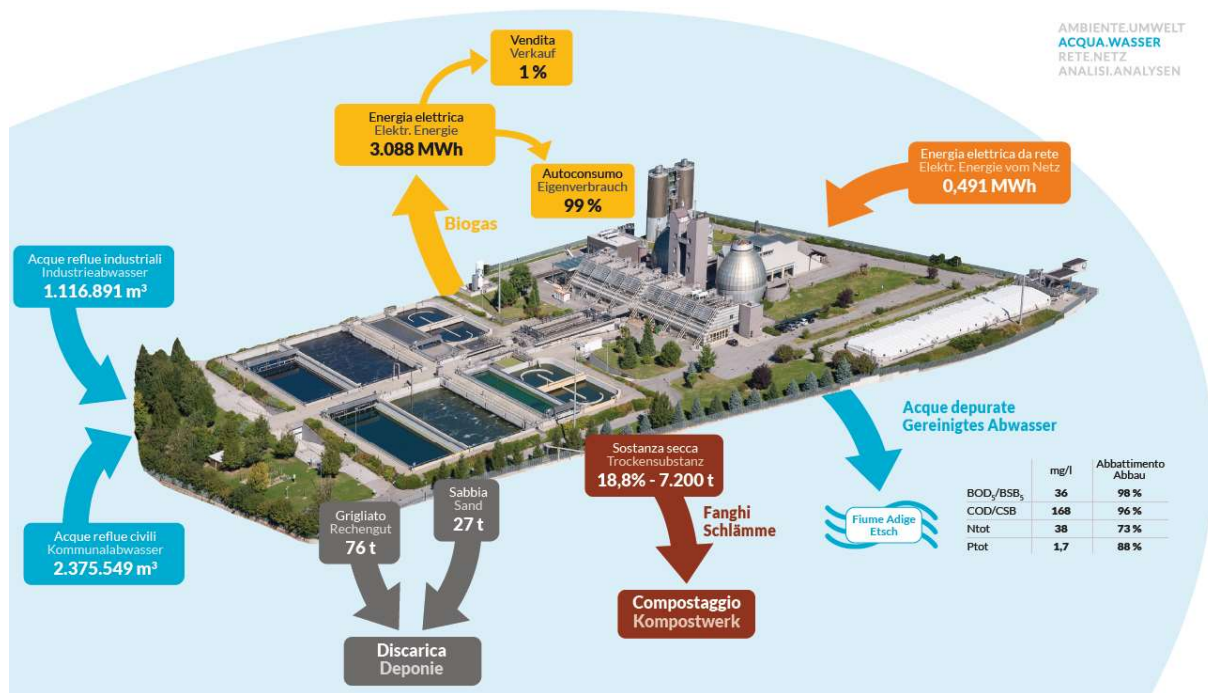 AMBIENTE.UMWELT
ACQUA.WASSER
RETE.NETZ
ANALISI.ANALYSEN
Vendita
Verkauf
1 %
Energia elettrica
Elektr. Energie
3.088 MWh
Autoconsumo
Eigenverbrauch
99 %
Biogas
Energia elettrica da rete
Elektr. Energie vom Netz
0,491 MWh
Acque reflue industriali
Industrieabwasser
1.116.891 m³
Acque reflue civili
Kommunalabwasser
2.375.549 m³
Grigliato
Rechengut
76 t
Sabbia
Sand
27 t
Discarica
Deponie
Sostanza secca
Trockensubstanz
18,8% - 7.200 t
Fanghi
Schlämme
Compostaggio
Kompostwerk
Acque depurate
Gereinigtes Abwasser
Fiume Adige
Etsch
mg/l Abbattimento
Abbau
BOD₅/BSB₅ 36 98 %
COD/CSB 168 96 %
Ntot 38 73 %
Ptot 1,7 88 %